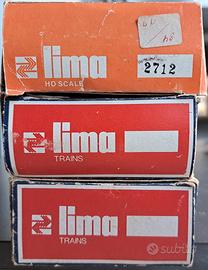 lima
HO SCALE
2712
lima
TRAINS
lima
TRAINS
subito